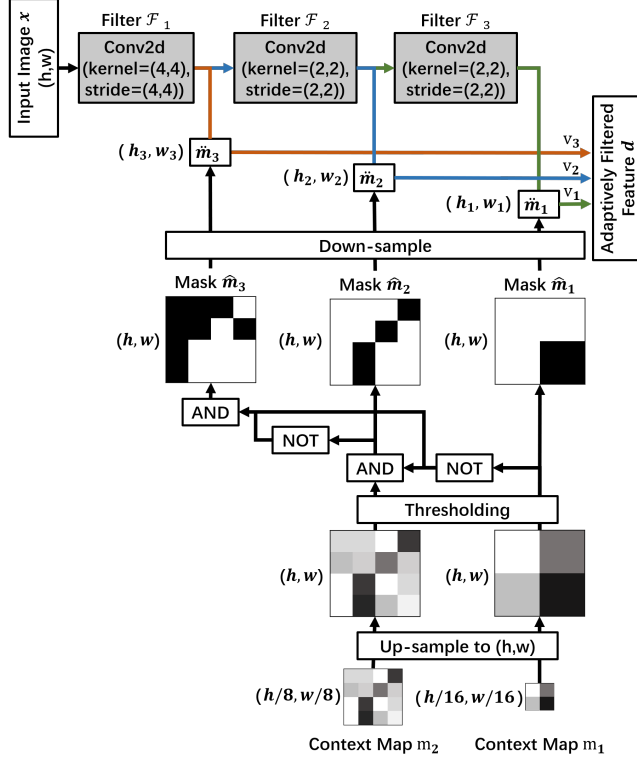 Input Image x
(h,w)
Filter ℱ 1
Filter ℱ 2
Filter ℱ 3
Conv2d
(kernel=(4,4),
stride=(4,4))
Conv2d
(kernel=(2,2),
stride=(2,2))
Conv2d
(kernel=(2,2),
stride=(2,2))
(h₃, w₃)
m̈₃
v₃
(h₂, w₂)
m̈₂
v₂
(h₁, w₁)
m̈₁
v₁
Adaptively Filtered
Feature d
Down-sample
Mask m̂₃
Mask m̂₂
Mask m̂₁
(h, w)
(h, w)
(h, w)
AND
NOT
AND
NOT
Thresholding
(h, w)
(h, w)
Up-sample to (h,w)
(h/8, w/8)
(h/16, w/16)
Context Map m₂
Context Map m₁